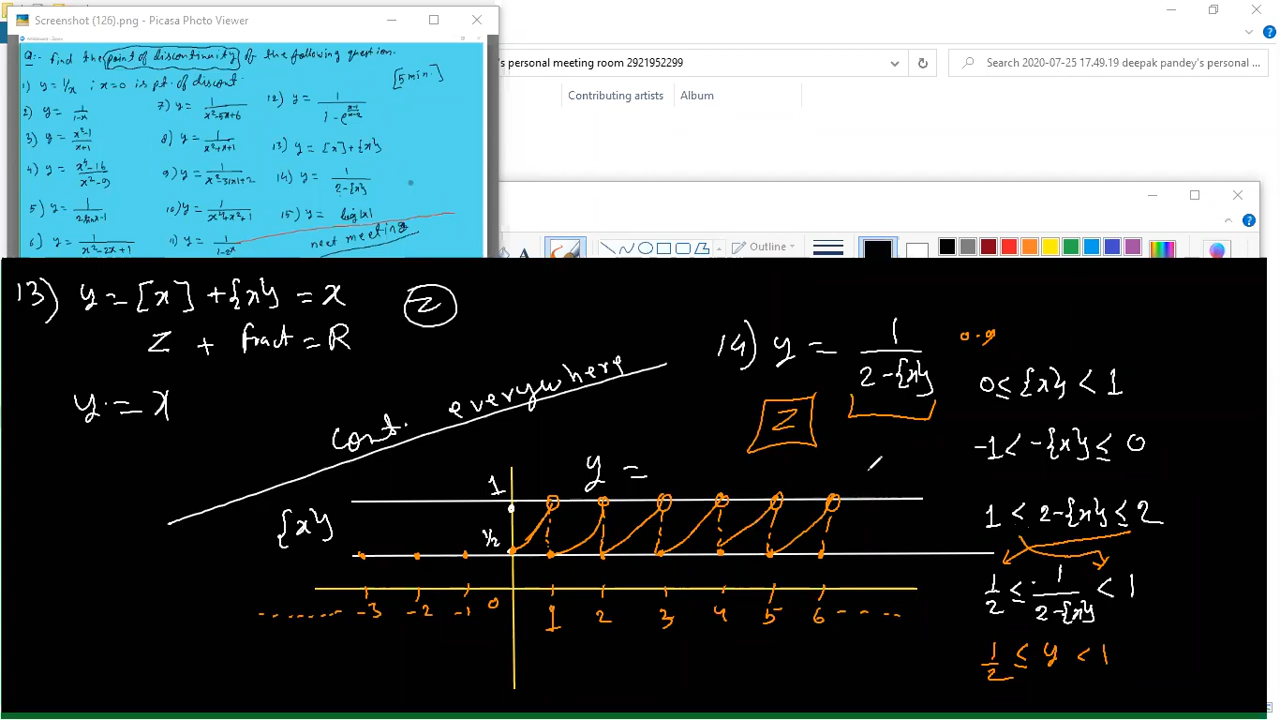 Screenshot (126).png - Picasa Photo Viewer
's personal meeting room 2921952299
Search 2020-07-25 17.49.19 deepak pandey's personal ...
Contributing artists Album
Outline
Q:- find the point of discontinuity of the following question.
[5 min.]
1) y = 1/x ; x=0 is pt. of discont.
2) y = 1/(1-x)
3) y = (x²-1)/(x+1)
4) y = (x⁴-16)/(x²-9)
5) y = 1/(2sinx-1)
6) y = 1/(x²-2x+1)
7) y = 1/(x²-5x+6)
8) y = 1/(x²+x+1)
9) y = 1/(x²-3|x|+2)
10) y = 1/(x⁴+x²+1)
11) y = 1/(1-eˣ)
12) y = 1/(1-e^((x-1)/(x-2)))
13) y = [x]+{x}
14) y = 1/(2-{x})
15) y = log|x|
next meeting
13) y = [x] + {x} = x Z
Z + fract = R
y = x
cont. everywhere
14) y = 1/(2-{x}) 0.9
Z
0 ≤ {x} < 1
-1 < -{x} ≤ 0
1 < 2-{x} ≤ 2
1/2 ≤ 1/(2-{x}) < 1
1/2 ≤ y < 1
y =
1
{x}
1/2
....... -3 -2 -1 0 1 2 3 4 5 6 ....